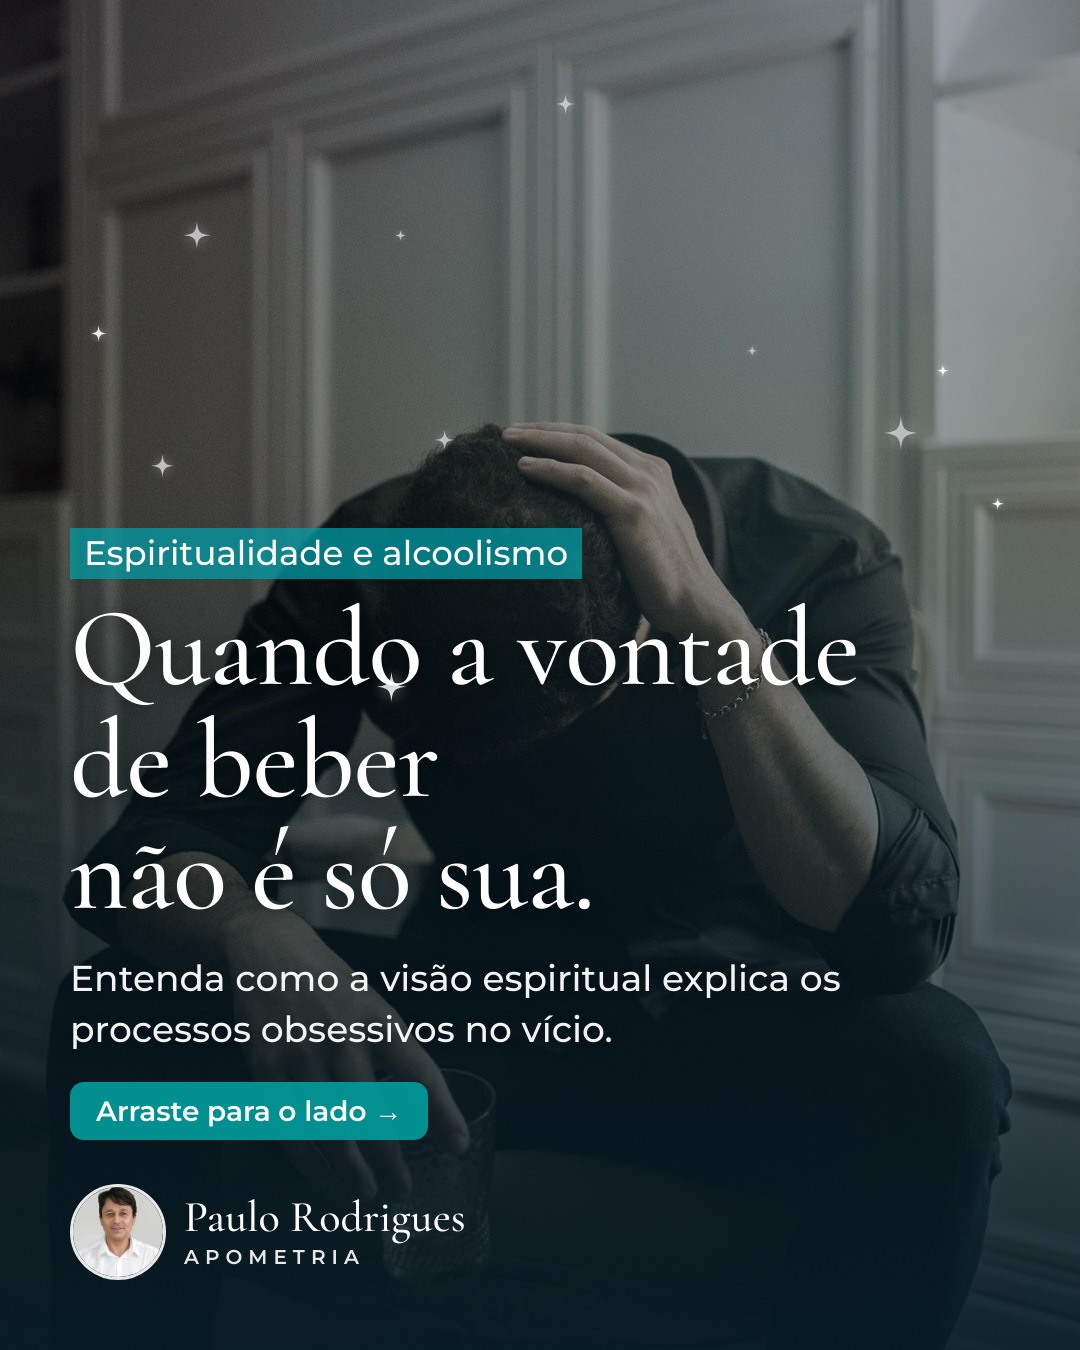 Espiritualidade e alcoolismo
Quando a vontade
de beber
não é só sua.
Entenda como a visão espiritual explica os
processos obsessivos no vício.
Arraste para o lado →
Paulo Rodrigues
APOMETRIA